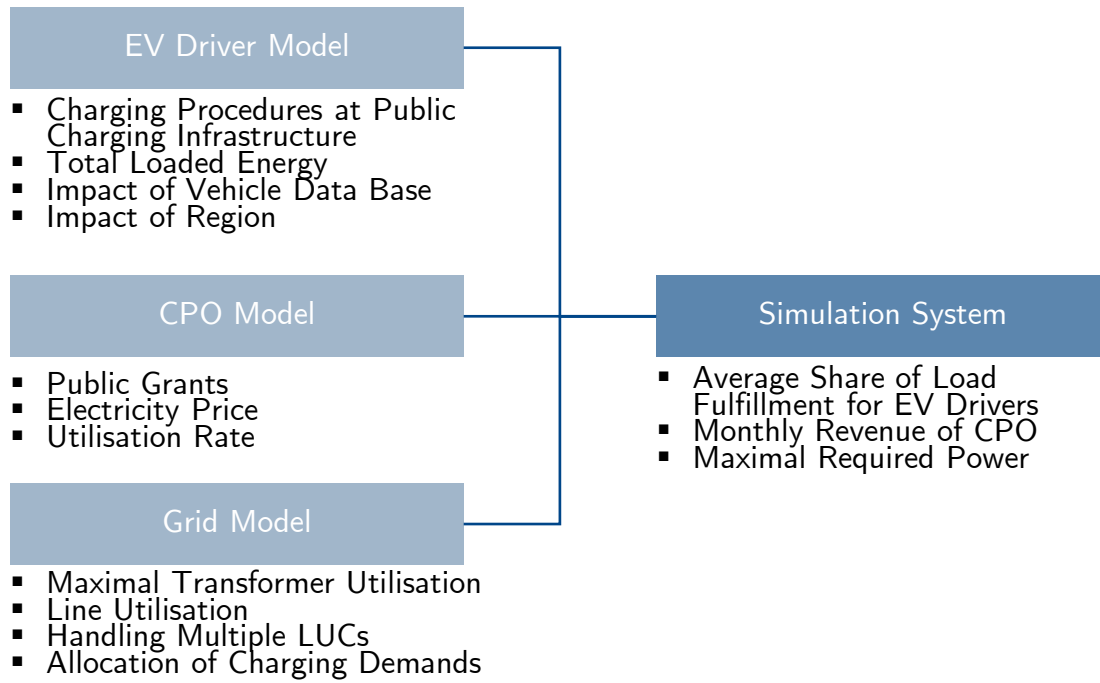 EV Driver Model
▪ Charging Procedures at Public
Charging Infrastructure
▪ Total Loaded Energy
▪ Impact of Vehicle Data Base
▪ Impact of Region
CPO Model
▪ Public Grants
▪ Electricity Price
▪ Utilisation Rate
Grid Model
▪ Maximal Transformer Utilisation
▪ Line Utilisation
▪ Handling Multiple LUCs
▪ Allocation of Charging Demands
Simulation System
▪ Average Share of Load
Fulfillment for EV Drivers
▪ Monthly Revenue of CPO
▪ Maximal Required Power